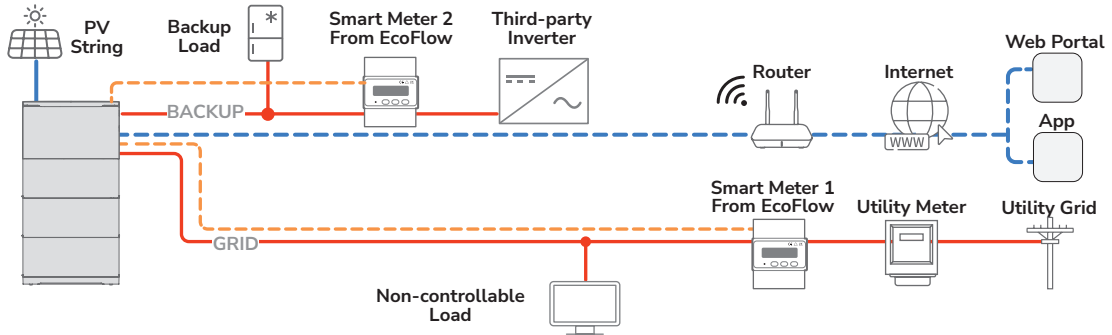 PV
String
Backup
Load
Smart Meter 2
From EcoFlow
Third-party
Inverter
Router
Internet
Web Portal
BACKUP
WWW
App
Smart Meter 1
From EcoFlow
Utility Meter
Utility Grid
GRID
Non-controllable
Load